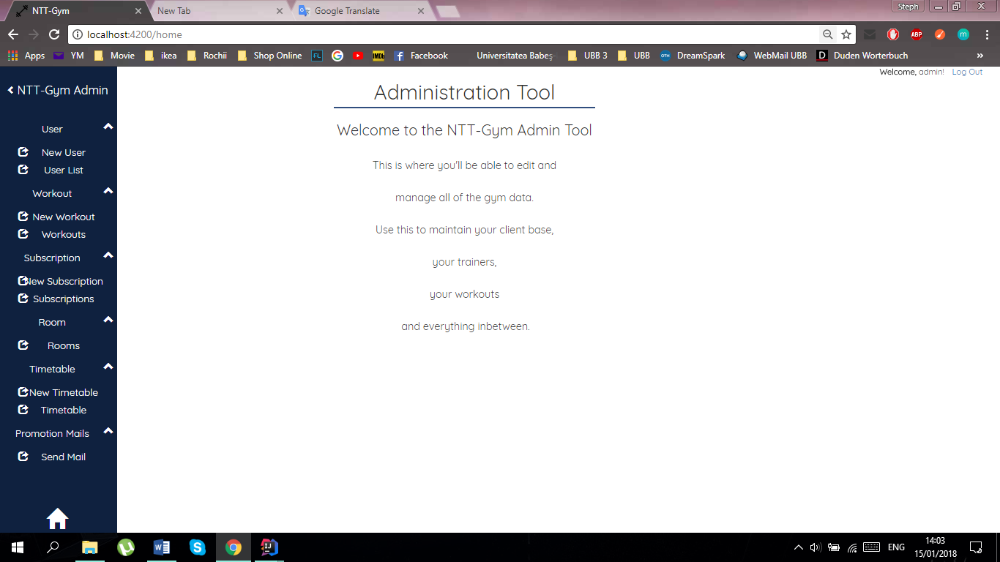 NTT-Gym New Tab Google Translate Steph
localhost:4200/home ABP m
Apps YM Movie ikea Rochii Shop Online FL G IMDb f Facebook Universitatea Babeş- UBB 3 UBB OTH DreamSpark WebMail UBB D Duden Worterbuch »
Welcome, admin! Log Out
NTT-Gym Admin
User
New User
User List
Workout
New Workout
Workouts
Subscription
New Subscription
Subscriptions
Room
Rooms
Timetable
New Timetable
Timetable
Promotion Mails
Send Mail
Administration Tool
Welcome to the NTT-Gym Admin Tool
This is where you'll be able to edit and
manage all of the gym data.
Use this to maintain your client base,
your trainers,
your workouts
and everything inbetween.
W S IJ ENG 14:03
15/01/2018